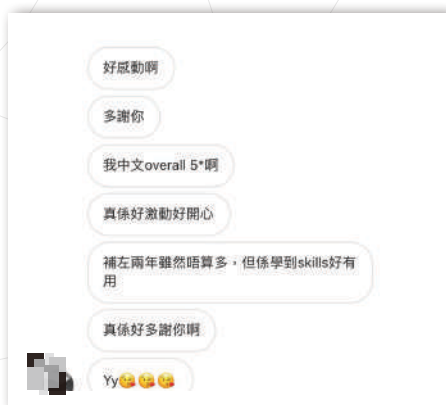 好感動啊
多謝你
我中文overall 5*啊
真係好激動好開心
補左兩年雖然唔算多，但係學到skills好有
用
真係好多謝你啊
Yy😘😘😘